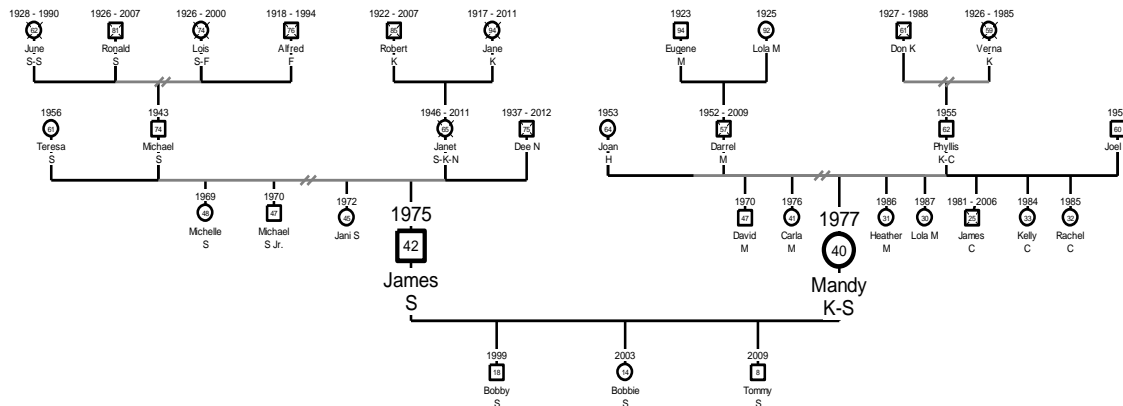 1928 - 1990
62
June
S-S
1926 - 2007
81
Ronald
S
1926 - 2000
74
Lois
S-F
1918 - 1994
76
Alfred
F
1922 - 2007
85
Robert
K
1917 - 2011
94
Jane
K
1923
94
Eugene
M
1925
92
Lola M
1927 - 1988
61
Don K
1926 - 1985
59
Verna
K
1956
61
Teresa
S
1943
74
Michael
S
1946 - 2011
65
Janet
S-K-N
1937 - 2012
75
Dee N
1953
64
Joan
H
1952 - 2009
57
Darrel
M
1955
62
Phyllis
K-C
195
60
Joel
1969
48
Michelle
S
1970
47
Michael
S Jr.
1972
45
Jani S
1975
42
James
S
1970
47
David
M
1976
41
Carla
M
1977
40
Mandy
K-S
1986
31
Heather
M
1987
30
Lola M
1981 - 2006
25
James
C
1984
33
Kelly
C
1985
32
Rachel
C
1999
18
Bobby
S
2003
14
Bobbie
S
2009
8
Tommy
S